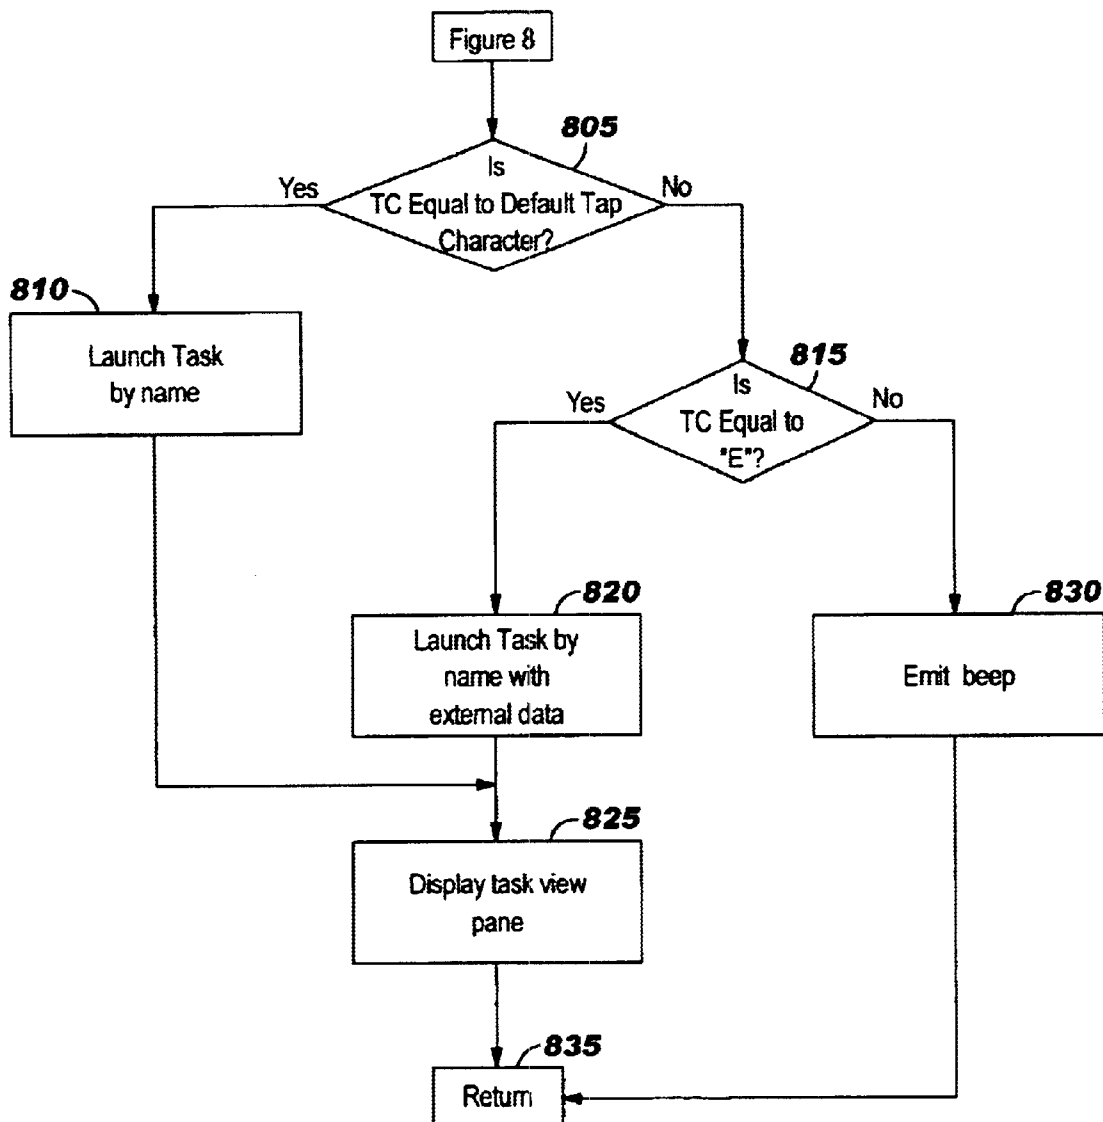 Figure 8
805
Is
TC Equal to Default Tap
Character?
Yes
No
810
Launch Task
by name
815
Is
TC Equal to
"E"?
Yes
No
820
Launch Task by
name with
external data
830
Emit beep
825
Display task view
pane
835
Return